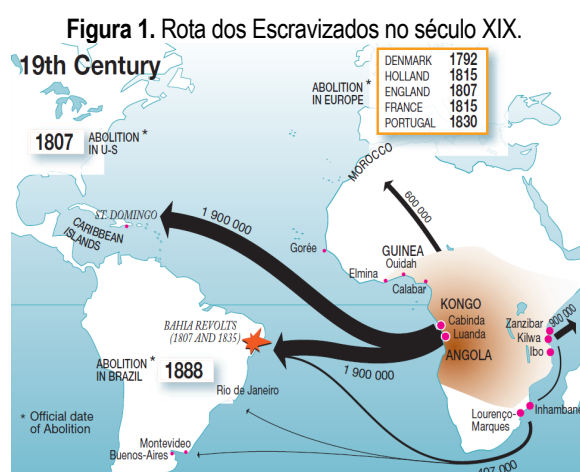 Figura 1. Rota dos Escravizados no século XIX.
19th Century
ABOLITION *
IN EUROPE
DENMARK 1792
HOLLAND 1815
ENGLAND 1807
FRANCE 1815
PORTUGAL 1830
1807 ABOLITION *
IN U-S
MOROCCO
600 000
ST. DOMINGO
1 900 000
CARIBBEAN
ISLANDS
Gorée
GUINEA
Ouidah
Elmina
Calabar
KONGO
Cabinda
Luanda
ANGOLA
Zanzibar
Kilwa
Ibo
900 000
BAHIA REVOLTS
(1807 AND 1835)
1 900 000
ABOLITION *
IN BRAZIL
1888
Rio de Janeiro
Lourenço-
Marques
Inhambane
* Official date
of Abolition
Montevideo
Buenos-Aires
407 000